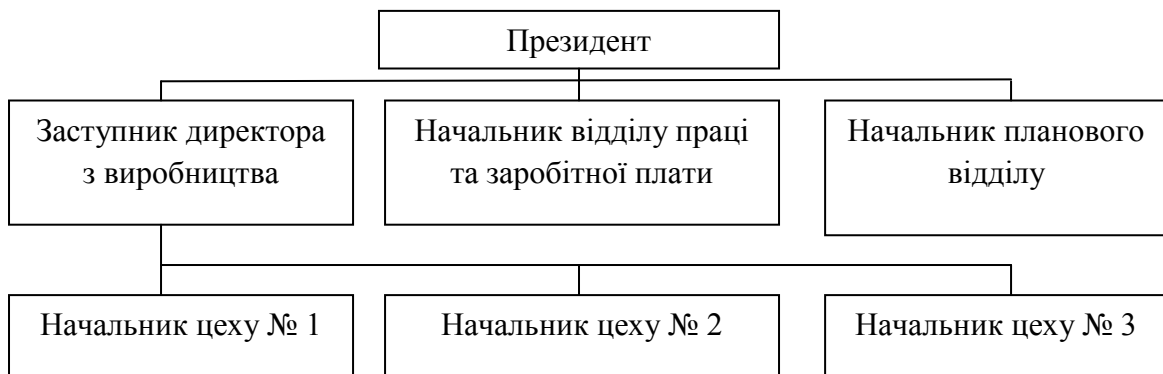 Президент
Заступник директора
з виробництва
Начальник відділу праці
та заробітної плати
Начальник планового
відділу
Начальник цеху № 1
Начальник цеху № 2
Начальник цеху № 3